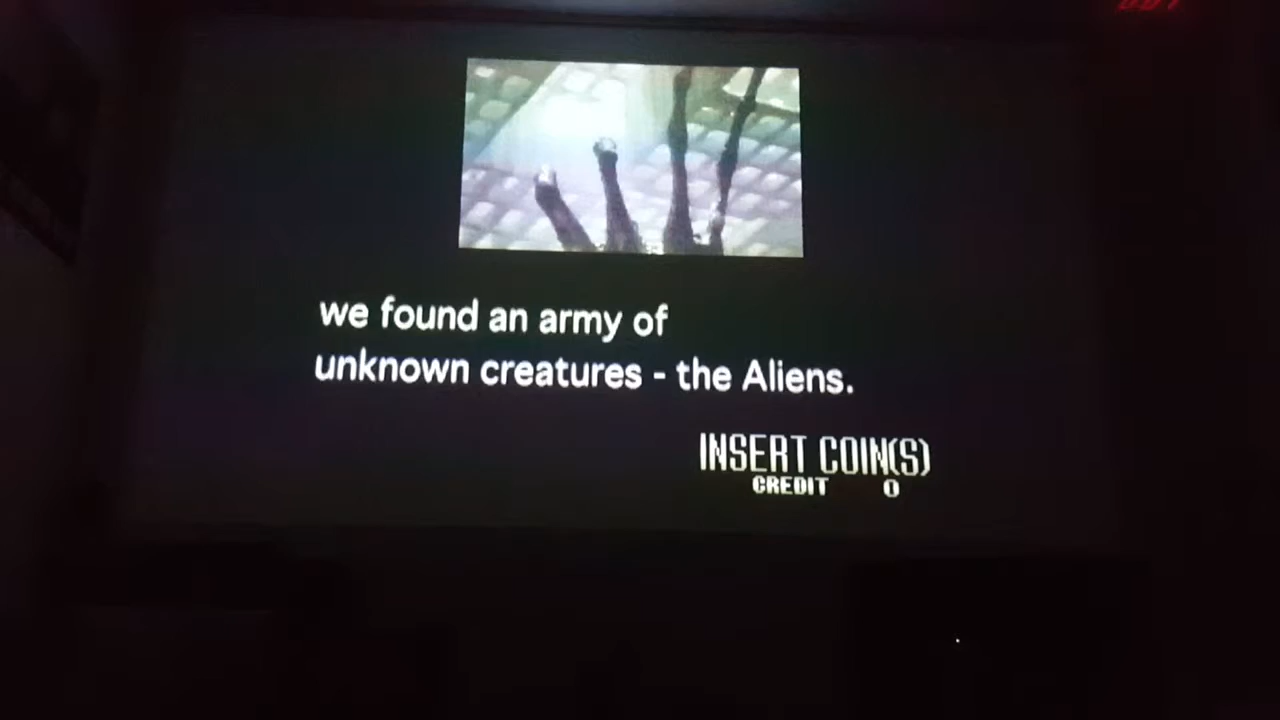 we found an army of
unknown creatures - the Aliens.
INSERT COIN(S)
CREDIT 0